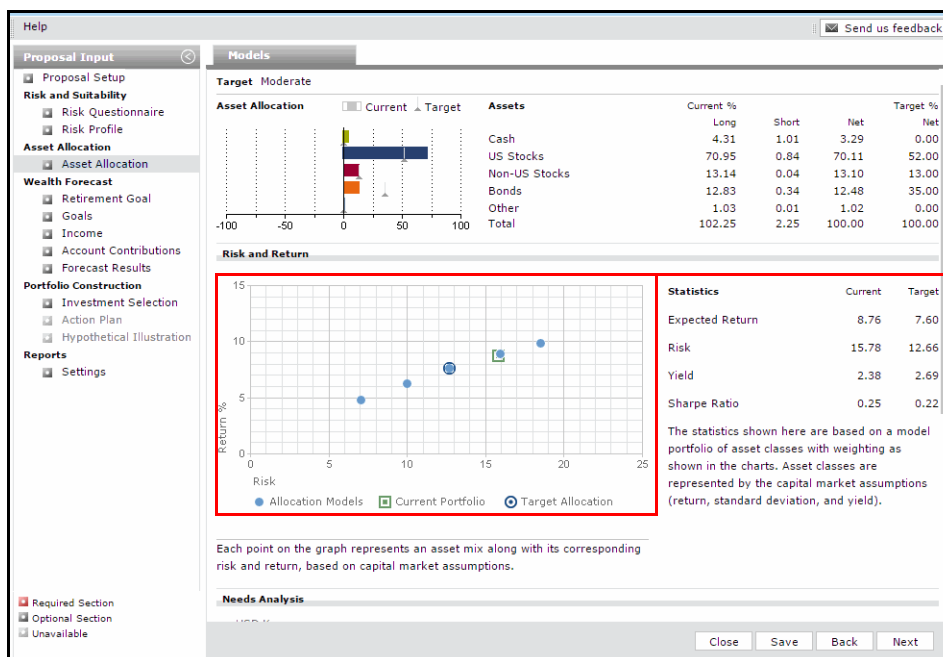 Help
Send us feedback
Proposal Input
Models
Proposal Setup
Risk and Suitability
Risk Questionnaire
Risk Profile
Asset Allocation
Asset Allocation
Wealth Forecast
Retirement Goal
Goals
Income
Account Contributions
Forecast Results
Portfolio Construction
Investment Selection
Action Plan
Hypothetical Illustration
Reports
Settings
Required Section
Optional Section
Unavailable
Target Moderate
Asset Allocation Current Target
-100 -50 0 50 100
Assets Current % Target %
Long Short Net Net
Cash 4.31 1.01 3.29 0.00
US Stocks 70.95 0.84 70.11 52.00
Non-US Stocks 13.14 0.04 13.10 13.00
Bonds 12.83 0.34 12.48 35.00
Other 1.03 0.01 1.02 0.00
Total 102.25 2.25 100.00 100.00
Risk and Return
15
10
5
0
Return %
0 5 10 15 20 25
Risk
Allocation Models Current Portfolio Target Allocation
Statistics Current Target
Expected Return 8.76 7.60
Risk 15.78 12.66
Yield 2.38 2.69
Sharpe Ratio 0.25 0.22
The statistics shown here are based on a model
portfolio of asset classes with weighting as
shown in the charts. Asset classes are
represented by the capital market assumptions
(return, standard deviation, and yield).
Each point on the graph represents an asset mix along with its corresponding
risk and return, based on capital market assumptions.
Needs Analysis
Close Save Back Next